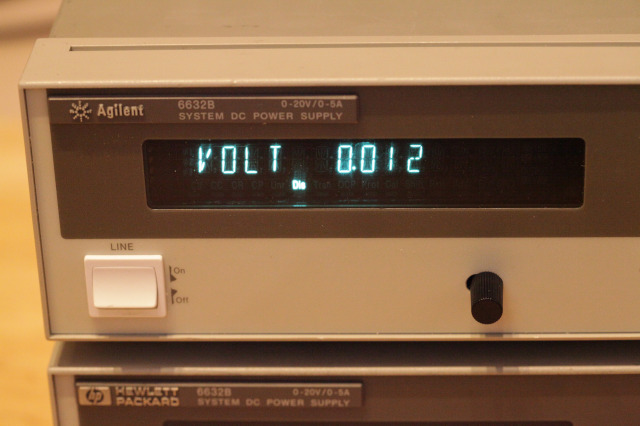 Agilent 6632B 0-20V/0-5A
SYSTEM DC POWER SUPPLY
VOLT 0.012
Dis
LINE
On
Off
hp HEWLETT PACKARD 6632B 0-20V/0-5A
SYSTEM DC POWER SUPPLY